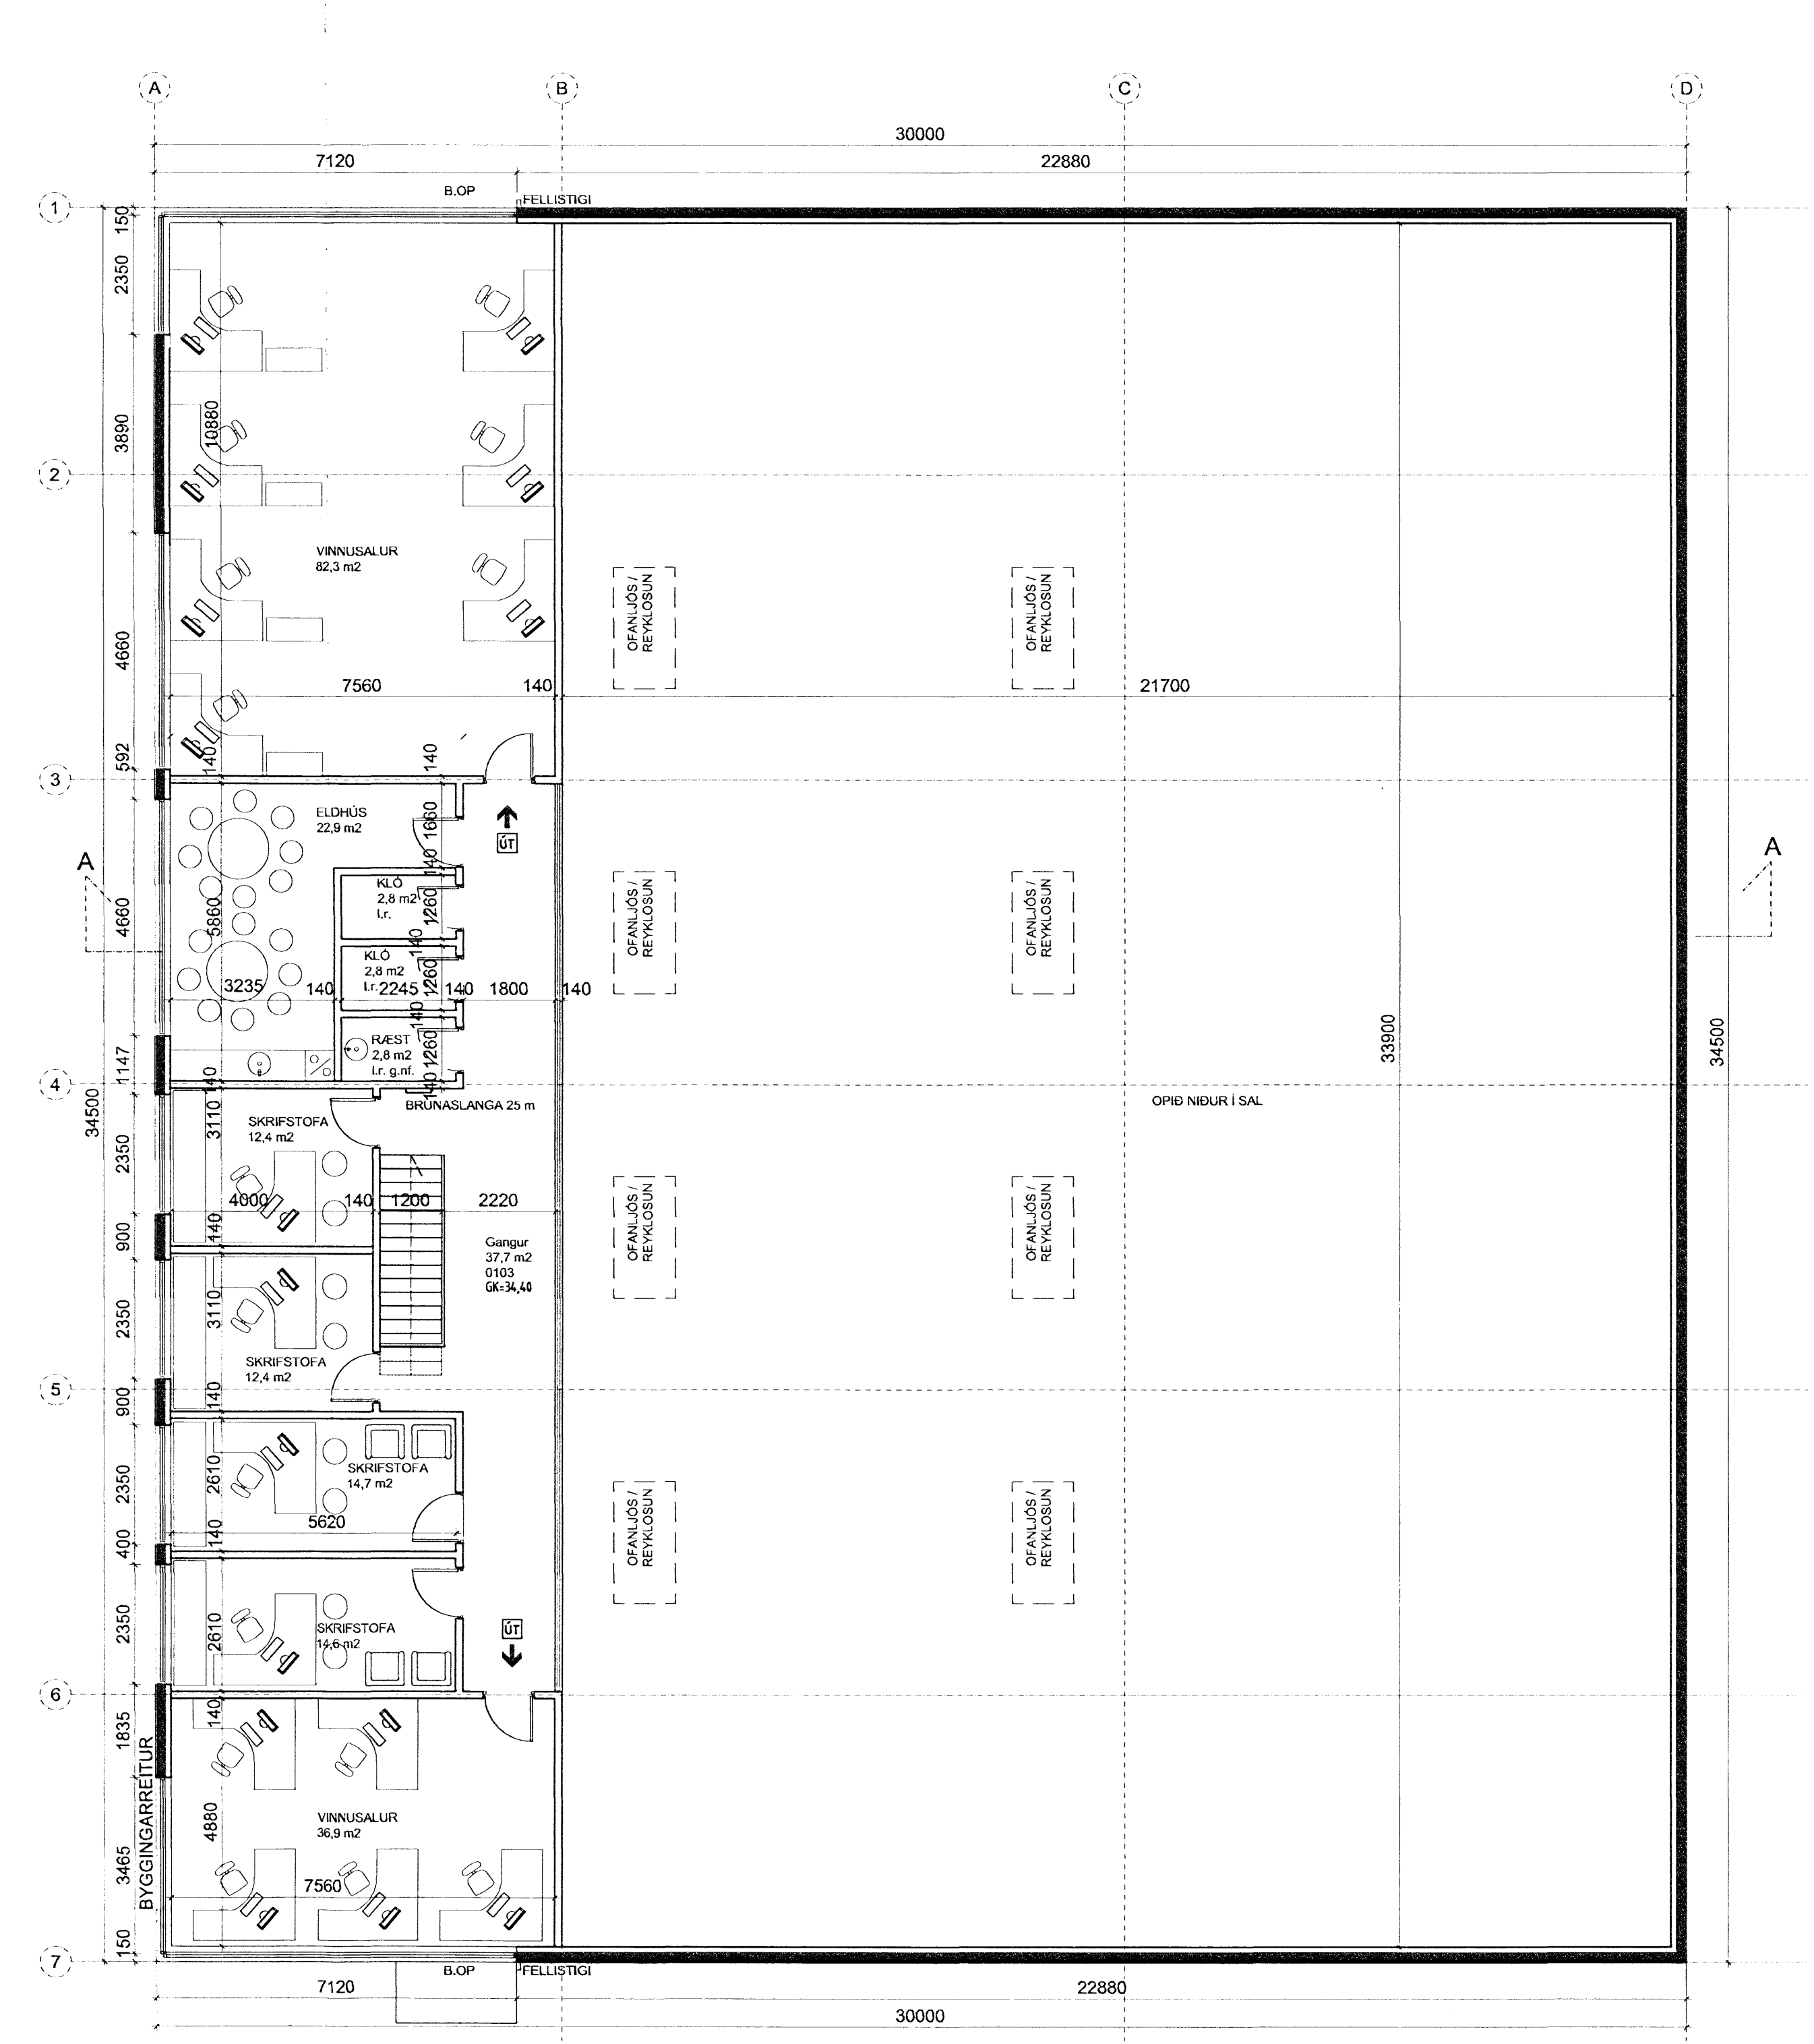 A
B
C
D
30000
7120
22880
B.OP
FELLISTIGI
1
150
2350
3890
10880
2
VINNUSALUR
82,3 m2
OFANLJÓS /
REYKLOSUN
OFANLJÓS /
REYKLOSUN
4660
7560
140
21700
592
140
140
3
ELDHÚS
22,9 m2
1660
ÚT
140
A
A
KLÓ
2,8 m2
l.r.
1260
OFANLJÓS /
REYKLOSUN
OFANLJÓS /
REYKLOSUN
4660
5860
140
KLÓ
2,8 m2
l.r.
1260
3235
140
2245
140
1800
140
140
RÆST
2,8 m2
l.r. g.nf.
1260
33900
34500
1147
4
140
140
BRUNASLANGA 25 m
OPIÐ NIÐUR Í SAL
34500
3110
SKRIFSTOFA
12,4 m2
2350
4000
140
1200
2220
OFANLJÓS /
REYKLOSUN
OFANLJÓS /
REYKLOSUN
900
140
Gangur
37,7 m2
0103
GK=34,40
2350
3110
SKRIFSTOFA
12,4 m2
5
900
140
SKRIFSTOFA
14,7 m2
2350
2610
5620
OFANLJÓS /
REYKLOSUN
OFANLJÓS /
REYKLOSUN
400
140
2350
2610
SKRIFSTOFA
14,6 m2
ÚT
6
140
1835
BYGGINGARREITUR
VINNUSALUR
36,9 m2
4880
3465
7560
150
7
B.OP
FELLISTIGI
7120
22880
30000